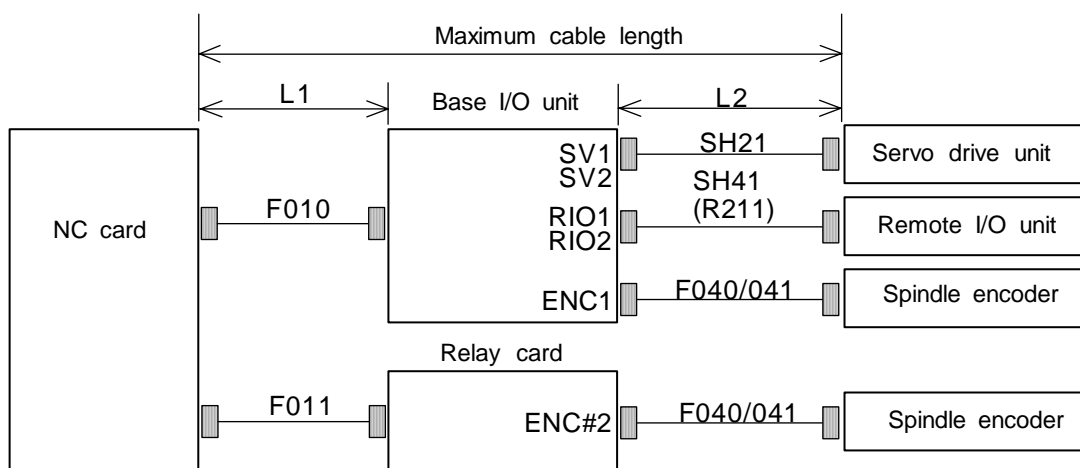 Maximum cable length
L1
Base I/O unit
L2
NC card
F010
SV1
SV2
RIO1
RIO2
ENC1
SH21
SH41
(R211)
F040/041
Servo drive unit
Remote I/O unit
Spindle encoder
Relay card
F011
ENC#2
F040/041
Spindle encoder